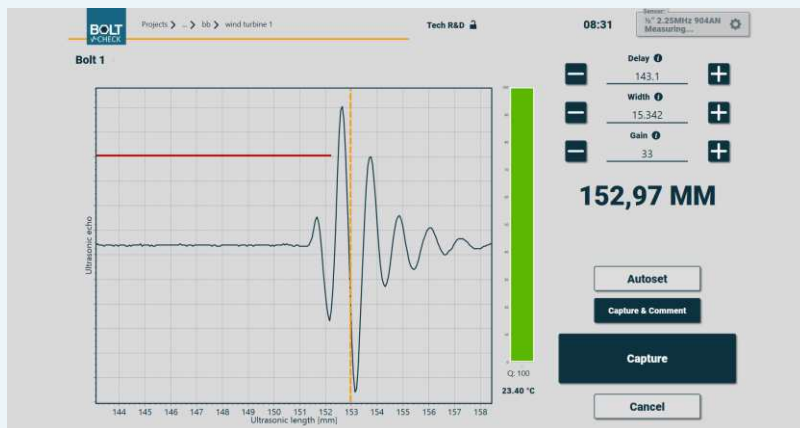 BOLT
✓CHECK
Projects ❯ ... ❯ bb ❯ wind turbine 1
Tech R&D
08:31
Sensor:
½" 2.25MHz 904AN
Measuring...
Bolt 1
Ultrasonic echo
144 145 146 147 148 149 150 151 152 153 154 155 156 157 158
Ultrasonic length [mm]
Q: 100
23.40 °C
Delay
143.1
Width
15.342
Gain
33
152,97 MM
Autoset
Capture & Comment
Capture
Cancel